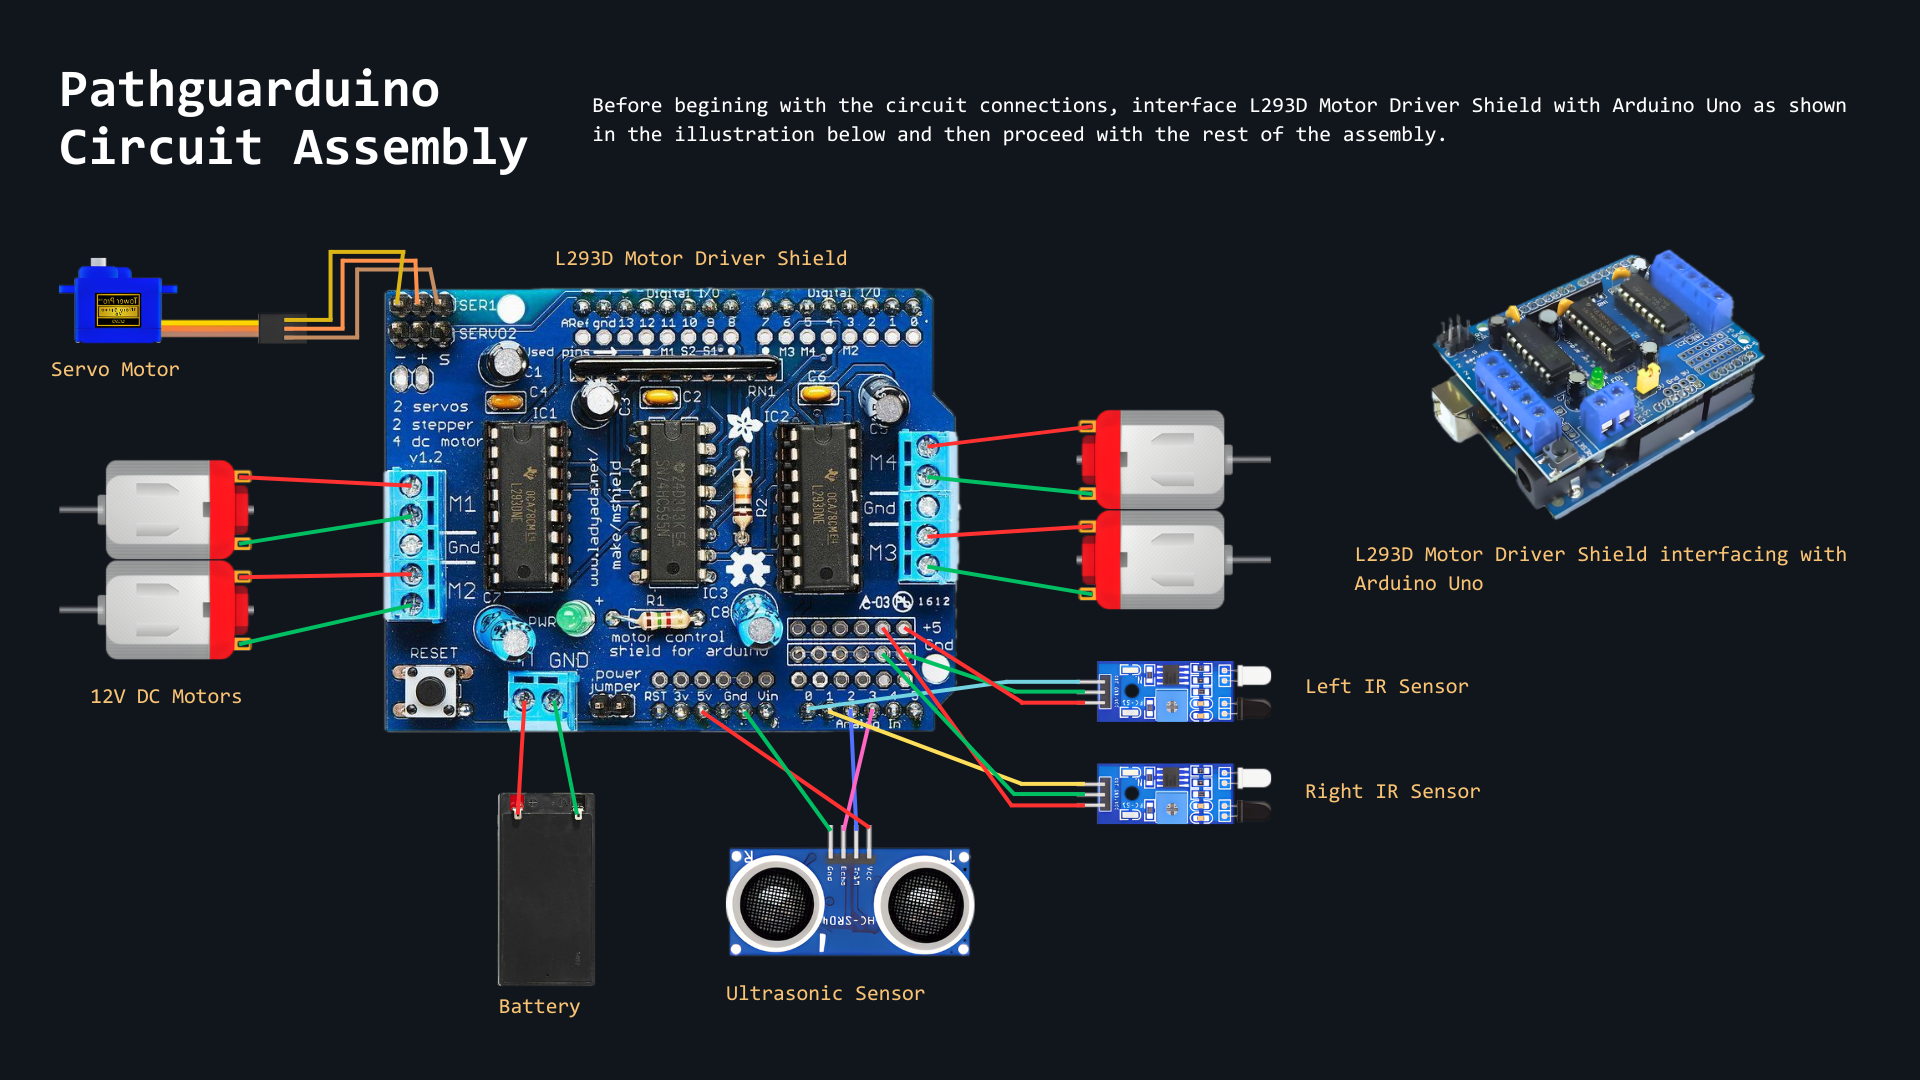 Pathguarduino
Circuit Assembly
Before begining with the circuit connections, interface L293D Motor Driver Shield with Arduino Uno as shown
in the illustration below and then proceed with the rest of the assembly.
L293D Motor Driver Shield
Servo Motor
SER1
SERVO2
- + S
Digital I/O
Digital I/O
ARef gnd 13 12 11 10 9 8
7 6 5 4 3 2 1 0
Used pins
M1 S2 S1
M3 M4 M2
C1
C4
IC1
C3
C2
RN1
C6
IC2
2 servos
2 stepper
4 dc motor
v1.2
M1
Gnd
M2
L293DNE
www.ladyada.net/
make/mshield
SN74HC595N
R2
L293DNE
M4
Gnd
M3
C7
PWR
+
R1
IC3
C8
1612
motor control
shield for arduino
+5
Gnd
RESET
GND
power
jumper
RST 3v 5v Gnd Vin
0 1 2 3 4 5
Analog In
12V DC Motors
L293D Motor Driver Shield interfacing with
Arduino Uno
Left IR Sensor
Right IR Sensor
Gnd Echo Trig Vcc
R
T
HC-SR04
Ultrasonic Sensor
Battery